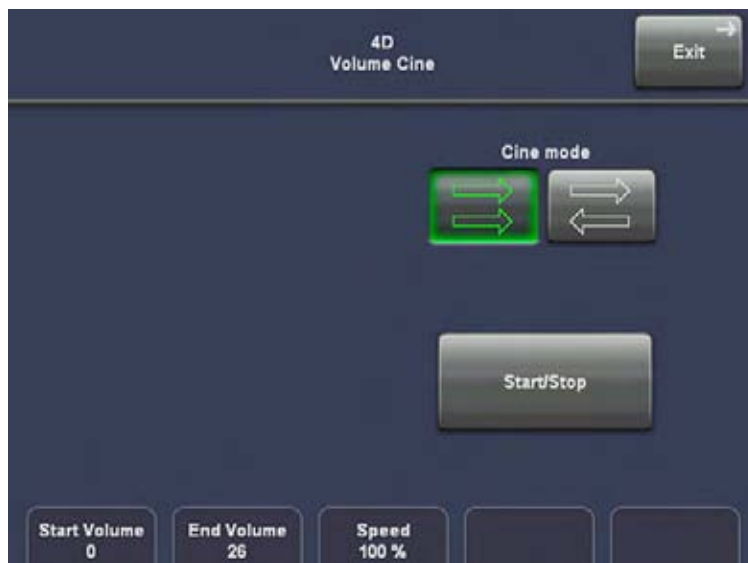 4D
Volume Cine
Exit
Cine mode
Start/Stop
Start Volume
0
End Volume
26
Speed
100 %